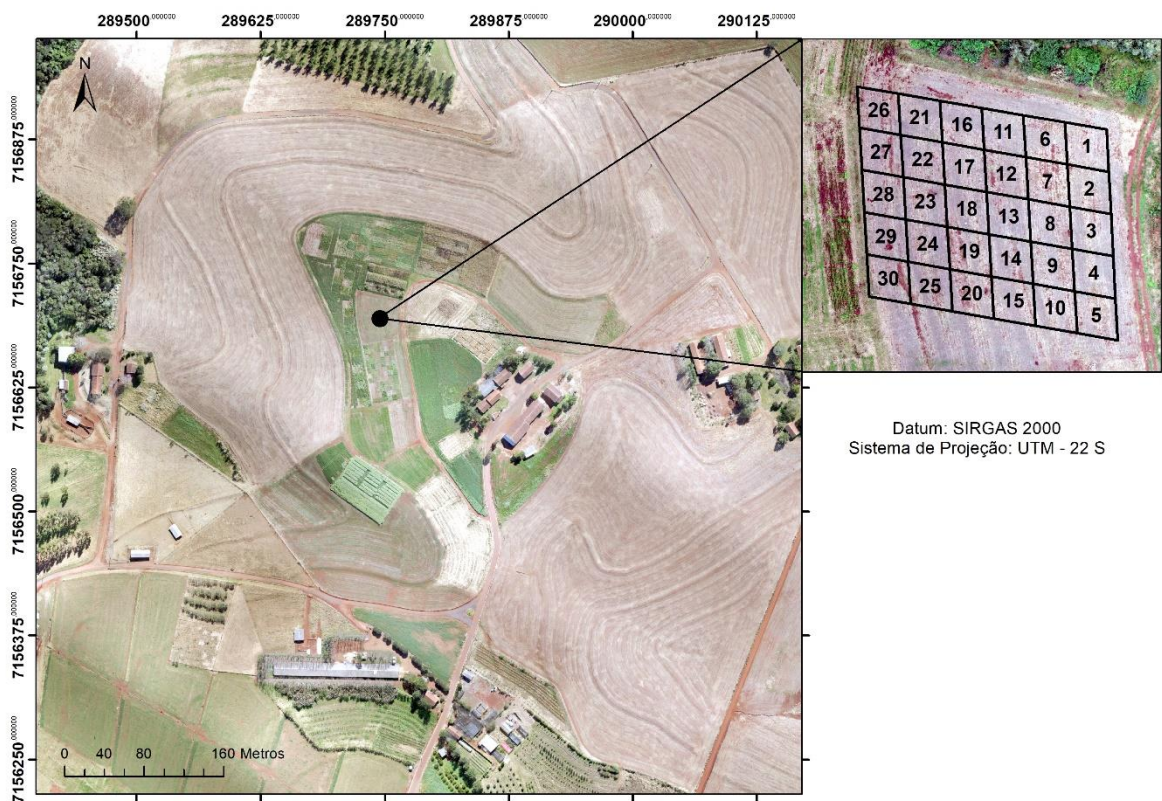 289500,000000 289625,000000 289750,000000 289875,000000 290000,000000 290125,000000
N
7156875,000000
7156750,000000
7156625,000000
7156500,000000
7156375,000000
7156250,000000
0 40 80 160 Metros
26 21 16 11 6 1
27 22 17 12 7 2
28 23 18 13 8 3
29 24 19 14 9 4
30 25 20 15 10 5
Datum: SIRGAS 2000
Sistema de Projeção: UTM - 22 S